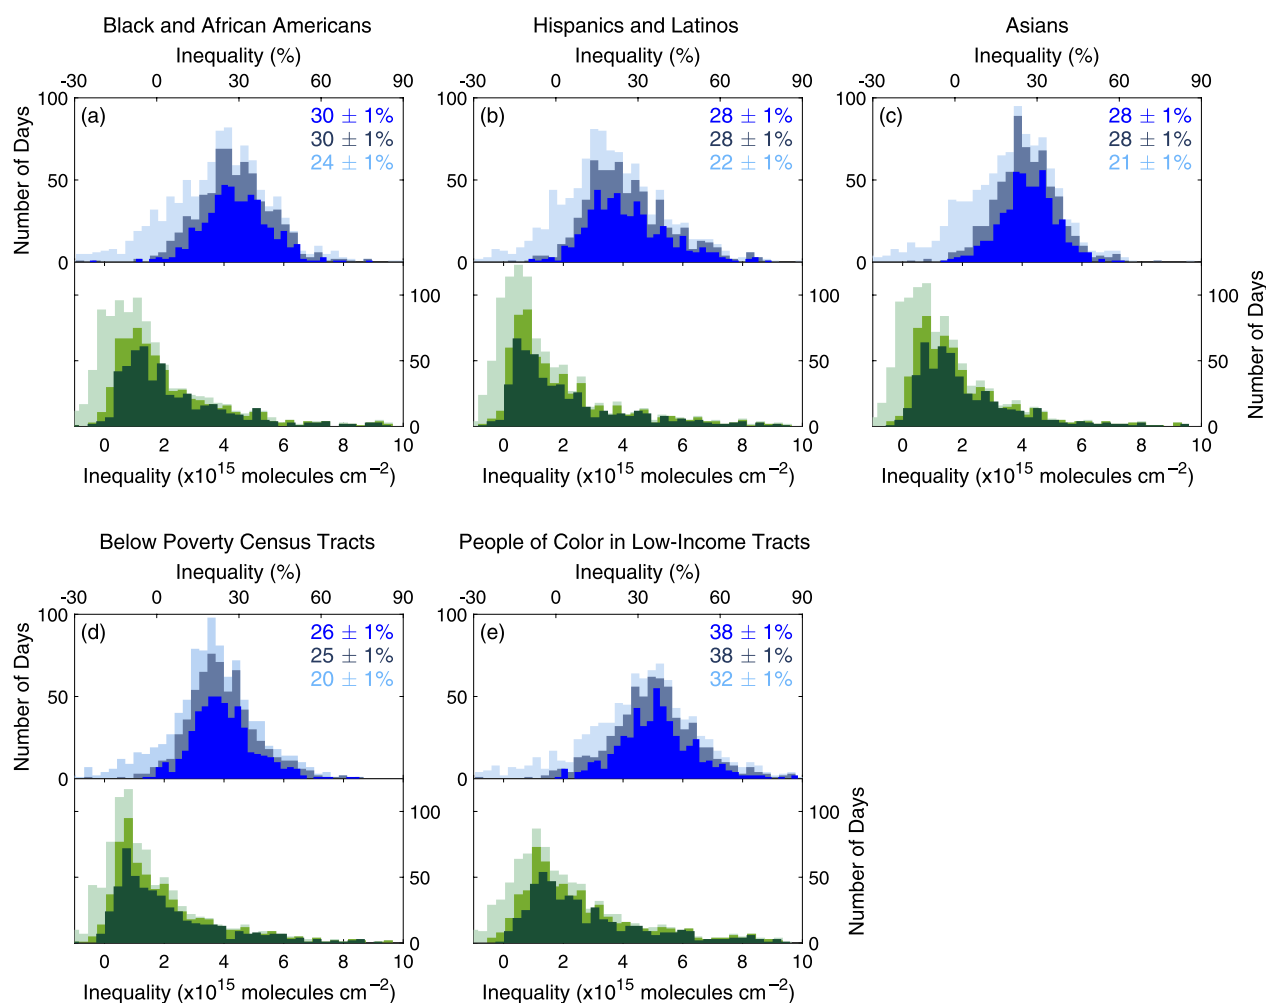 Black and African Americans
Inequality (%)
-30 0 30 60 90
100
50
0
Number of Days
(a)
30 ± 1%
30 ± 1%
24 ± 1%
100
50
0
0 2 4 6 8 10
Inequality (x10^15 molecules cm^−2)
Hispanics and Latinos
Inequality (%)
-30 0 30 60 90
100
50
0
(b)
28 ± 1%
28 ± 1%
22 ± 1%
100
50
0
0 2 4 6 8 10
Inequality (x10^15 molecules cm^−2)
Asians
Inequality (%)
-30 0 30 60 90
100
50
0
(c)
28 ± 1%
28 ± 1%
21 ± 1%
100
50
0
Number of Days
0 2 4 6 8 10
Inequality (x10^15 molecules cm^−2)
Below Poverty Census Tracts
Inequality (%)
-30 0 30 60 90
100
50
0
Number of Days
(d)
26 ± 1%
25 ± 1%
20 ± 1%
100
50
0
0 2 4 6 8 10
Inequality (x10^15 molecules cm^−2)
People of Color in Low-Income Tracts
Inequality (%)
-30 0 30 60 90
100
50
0
(e)
38 ± 1%
38 ± 1%
32 ± 1%
100
50
0
Number of Days
0 2 4 6 8 10
Inequality (x10^15 molecules cm^−2)